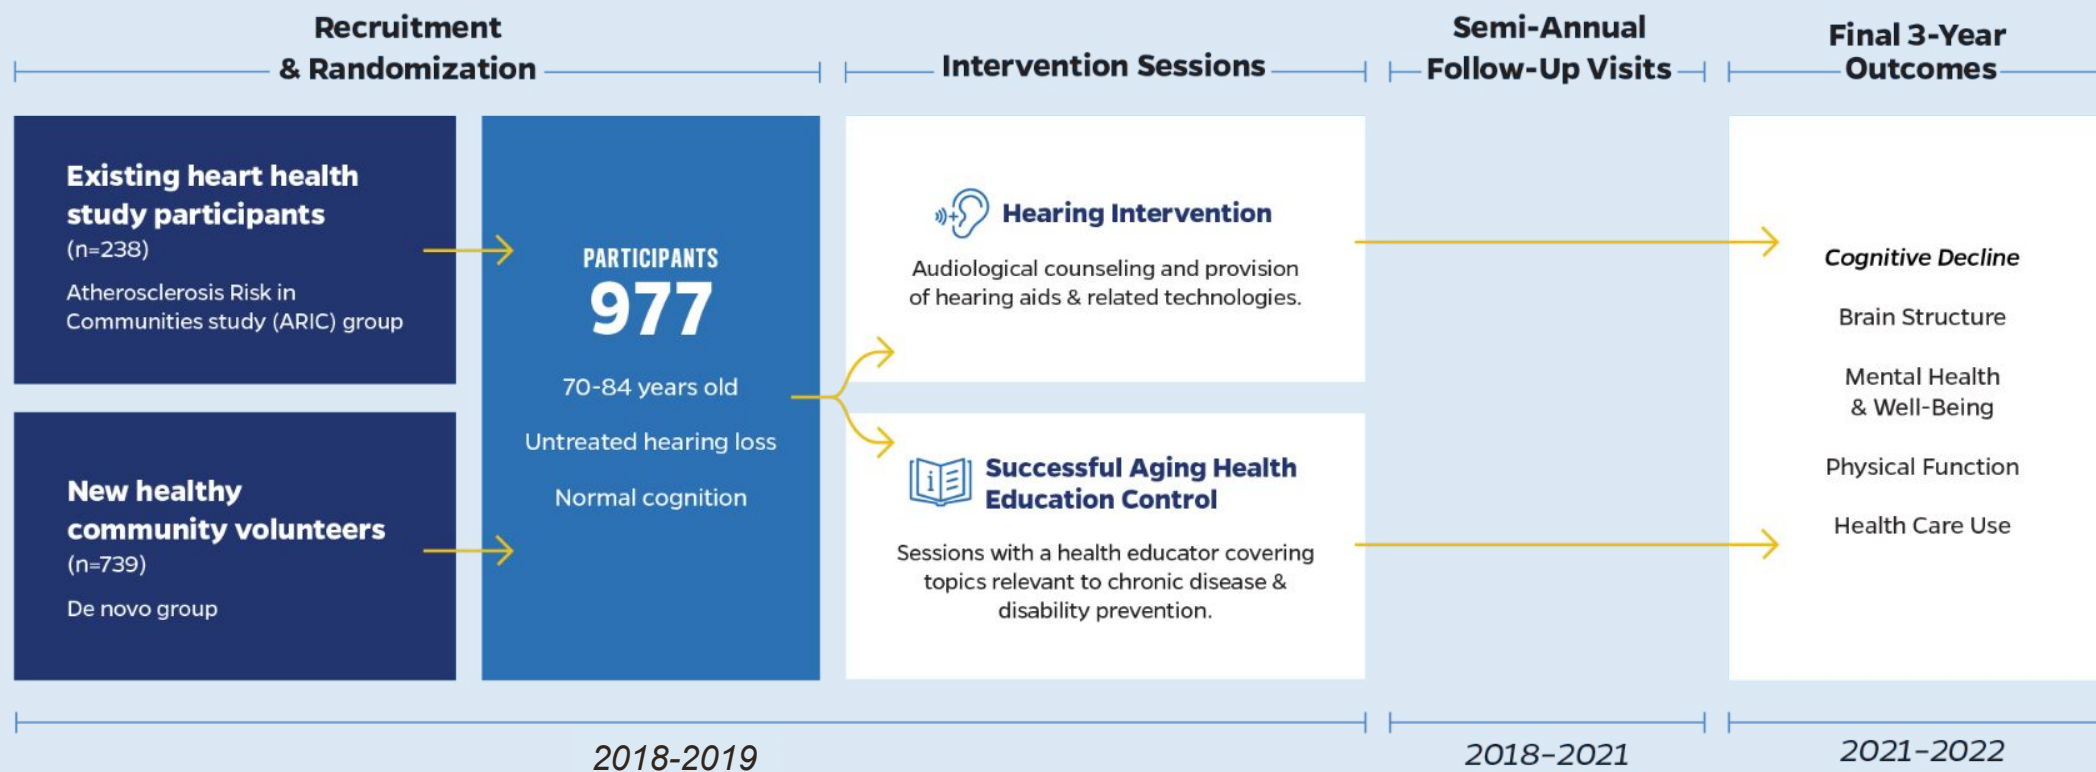 Recruitment
& Randomization
Intervention Sessions
Semi-Annual
Follow-Up Visits
Final 3-Year
Outcomes
Existing heart health
study participants
(n=238)
Atherosclerosis Risk in
Communities study (ARIC) group
New healthy
community volunteers
(n=739)
De novo group
PARTICIPANTS
977
70-84 years old
Untreated hearing loss
Normal cognition
Hearing Intervention
Audiological counseling and provision
of hearing aids & related technologies.
Successful Aging Health
Education Control
Sessions with a health educator covering
topics relevant to chronic disease &
disability prevention.
Cognitive Decline
Brain Structure
Mental Health
& Well-Being
Physical Function
Health Care Use
2018-2019
2018–2021
2021–2022